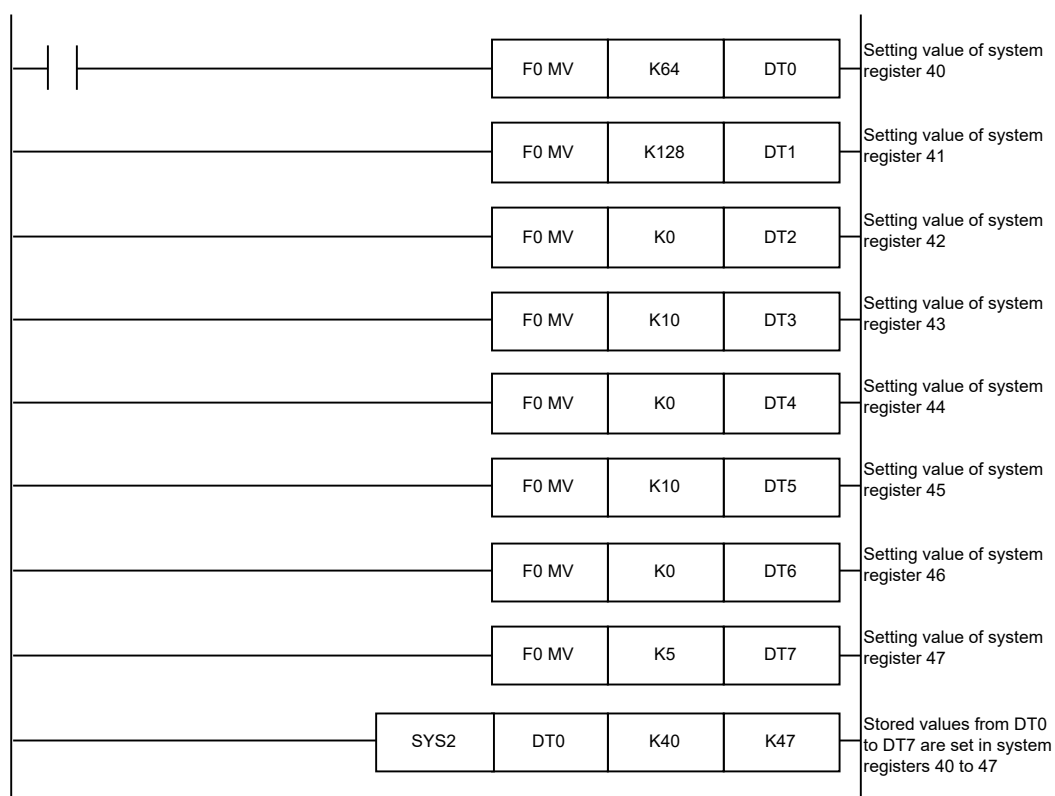 F0 MV K64 DT0
Setting value of system
register 40
F0 MV K128 DT1
Setting value of system
register 41
F0 MV K0 DT2
Setting value of system
register 42
F0 MV K10 DT3
Setting value of system
register 43
F0 MV K0 DT4
Setting value of system
register 44
F0 MV K10 DT5
Setting value of system
register 45
F0 MV K0 DT6
Setting value of system
register 46
F0 MV K5 DT7
Setting value of system
register 47
SYS2 DT0 K40 K47
Stored values from DT0
to DT7 are set in system
registers 40 to 47